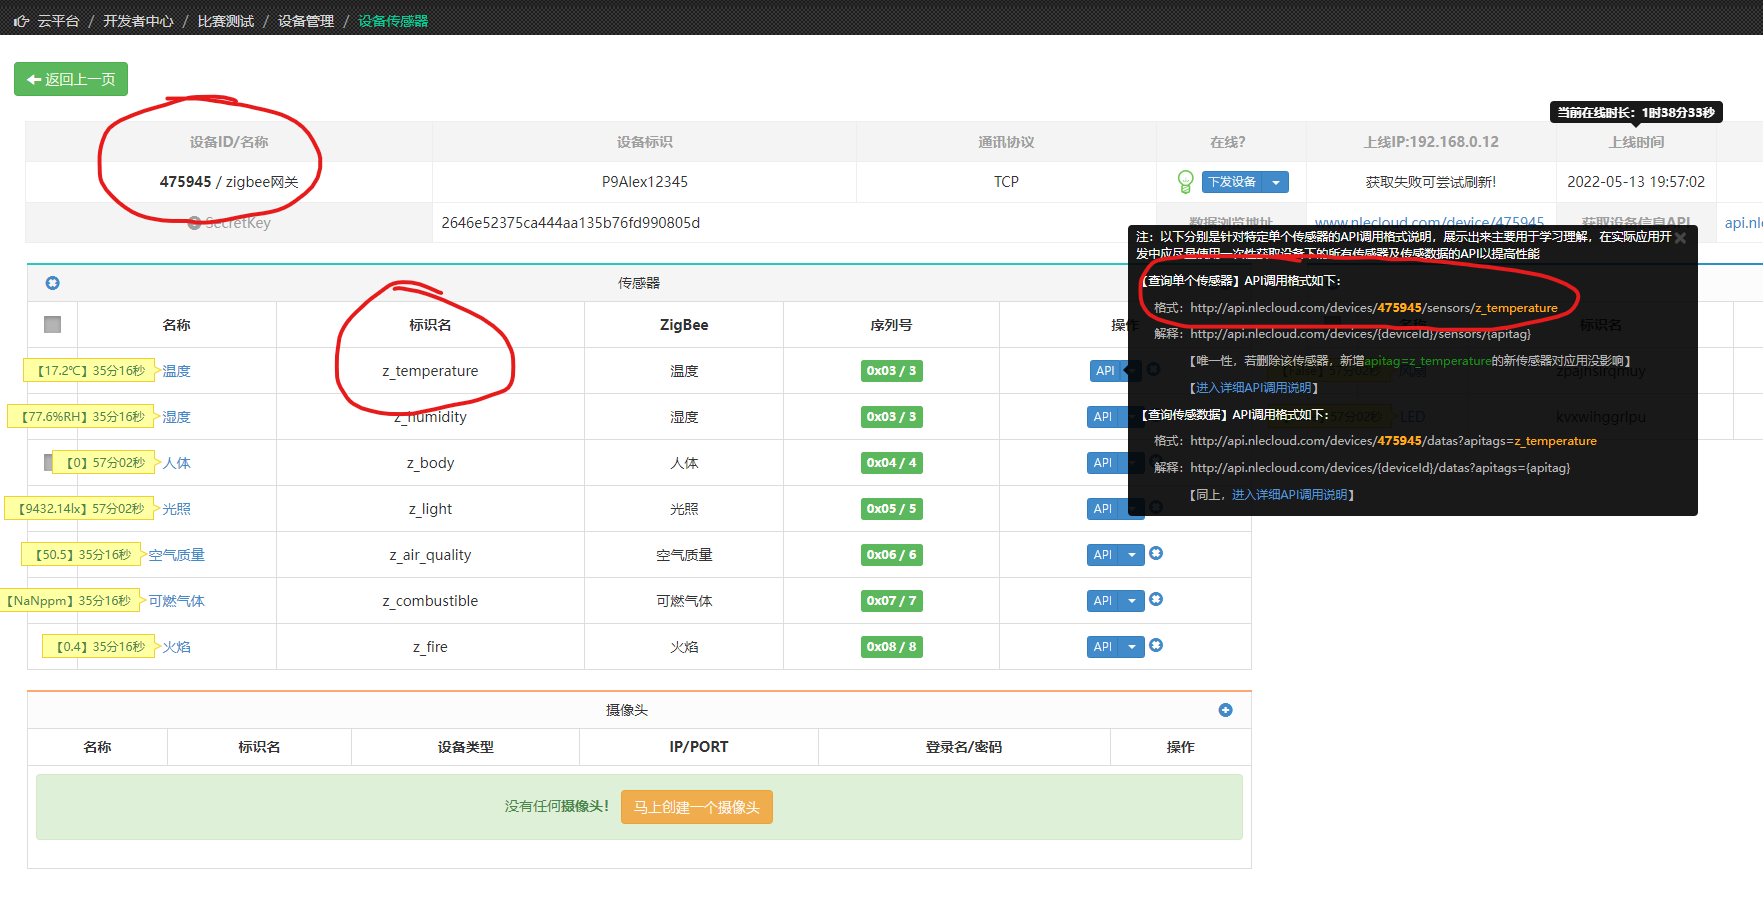 云平台 / 开发者中心 / 比赛测试 / 设备管理 / 设备传感器
返回上一页
当前在线时长：1时38分33秒
设备ID/名称 设备标识 通讯协议 在线? 上线IP:192.168.0.12 上线时间
475945 / zigbee网关 P9Alex12345 TCP 下发设备 获取失败可尝试刷新! 2022-05-13 19:57:02
SecretKey 2646e52375ca444aa135b76fd990805d 数据浏览地址 www.nlecloud.com/device/475945 获取设备信息API api.nl
传感器
名称 标识名 ZigBee 序列号 操作
【17.2℃】35分16秒 温度 z_temperature 温度 0x03 / 3 API
【77.6%RH】35分16秒 湿度 z_humidity 湿度 0x03 / 3 API
【0】57分02秒 人体 z_body 人体 0x04 / 4 API
【9432.14lx】57分02秒 光照 z_light 光照 0x05 / 5 API
【50.5】35分16秒 空气质量 z_air_quality 空气质量 0x06 / 6 API
【NaNppm】35分16秒 可燃气体 z_combustible 可燃气体 0x07 / 7 API
【0.4】35分16秒 火焰 z_fire 火焰 0x08 / 8 API
注：以下分别是针对特定单个传感器的API调用格式说明，展示出来主要用于学习理解，在实际应用开
发中应尽量使用一次性获取设备下的所有传感器及传感数据的API以提高性能
【查询单个传感器】API调用格式如下：
格式：http://api.nlecloud.com/devices/475945/sensors/z_temperature
解释：http://api.nlecloud.com/devices/{deviceId}/sensors/{apitag}
【唯一性，若删除该传感器，新增apitag=z_temperature的新传感器对应用没影响】
【进入详细API调用说明】
【查询传感数据】API调用格式如下：
格式：http://api.nlecloud.com/devices/475945/datas?apitags=z_temperature
解释：http://api.nlecloud.com/devices/{deviceId}/datas?apitags={apitag}
【同上，进入详细API调用说明】
名称 标识名
LED kvxwihggrlpu
摄像头
名称 标识名 设备类型 IP/PORT 登录名/密码 操作
没有任何摄像头！ 马上创建一个摄像头